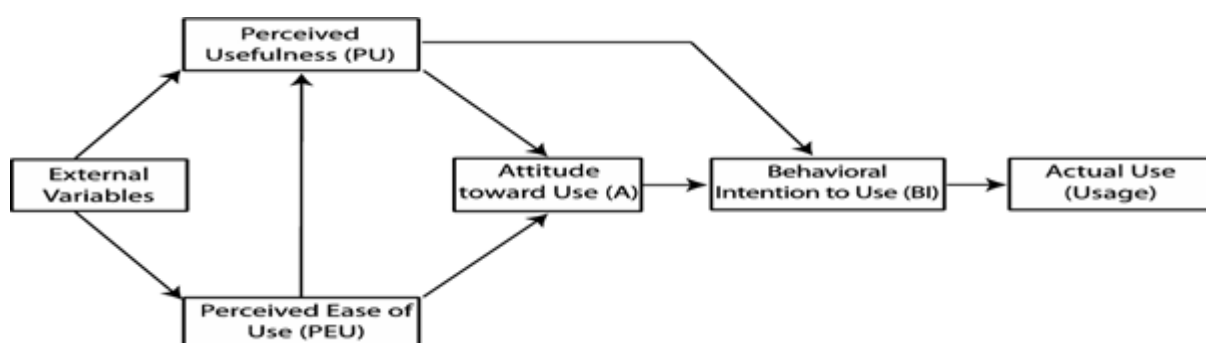 Perceived
Usefulness (PU)
External
Variables
Attitude
toward Use (A)
Behavioral
Intention to Use (BI)
Actual Use
(Usage)
Perceived Ease of
Use (PEU)